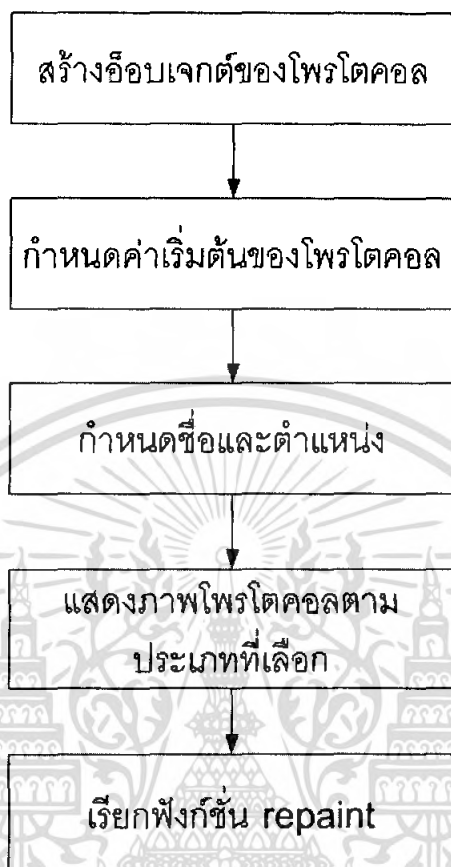 สร้างอ็อบเจกต์ของโพรโตคอล
กำหนดค่าเริ่มต้นของโพรโตคอล
กำหนดชื่อและตำแหน่ง
แสดงภาพโพรโตคอลตาม
ประเภทที่เลือก
เรียกฟังก์ชั่น repaint